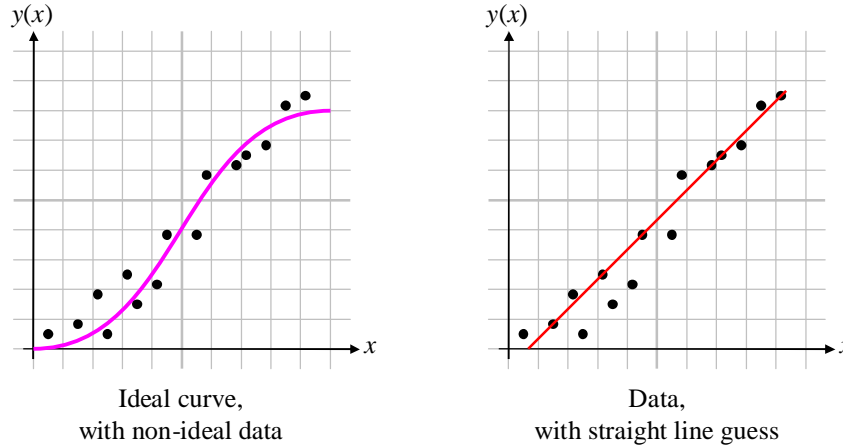 y(x)
x
Ideal curve,
with non-ideal data
y(x)
x
Data,
with straight line guess